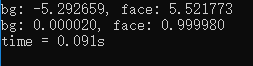 bg: -5.292659, face: 5.521773
bg: 0.000020, face: 0.999980
time = 0.091s